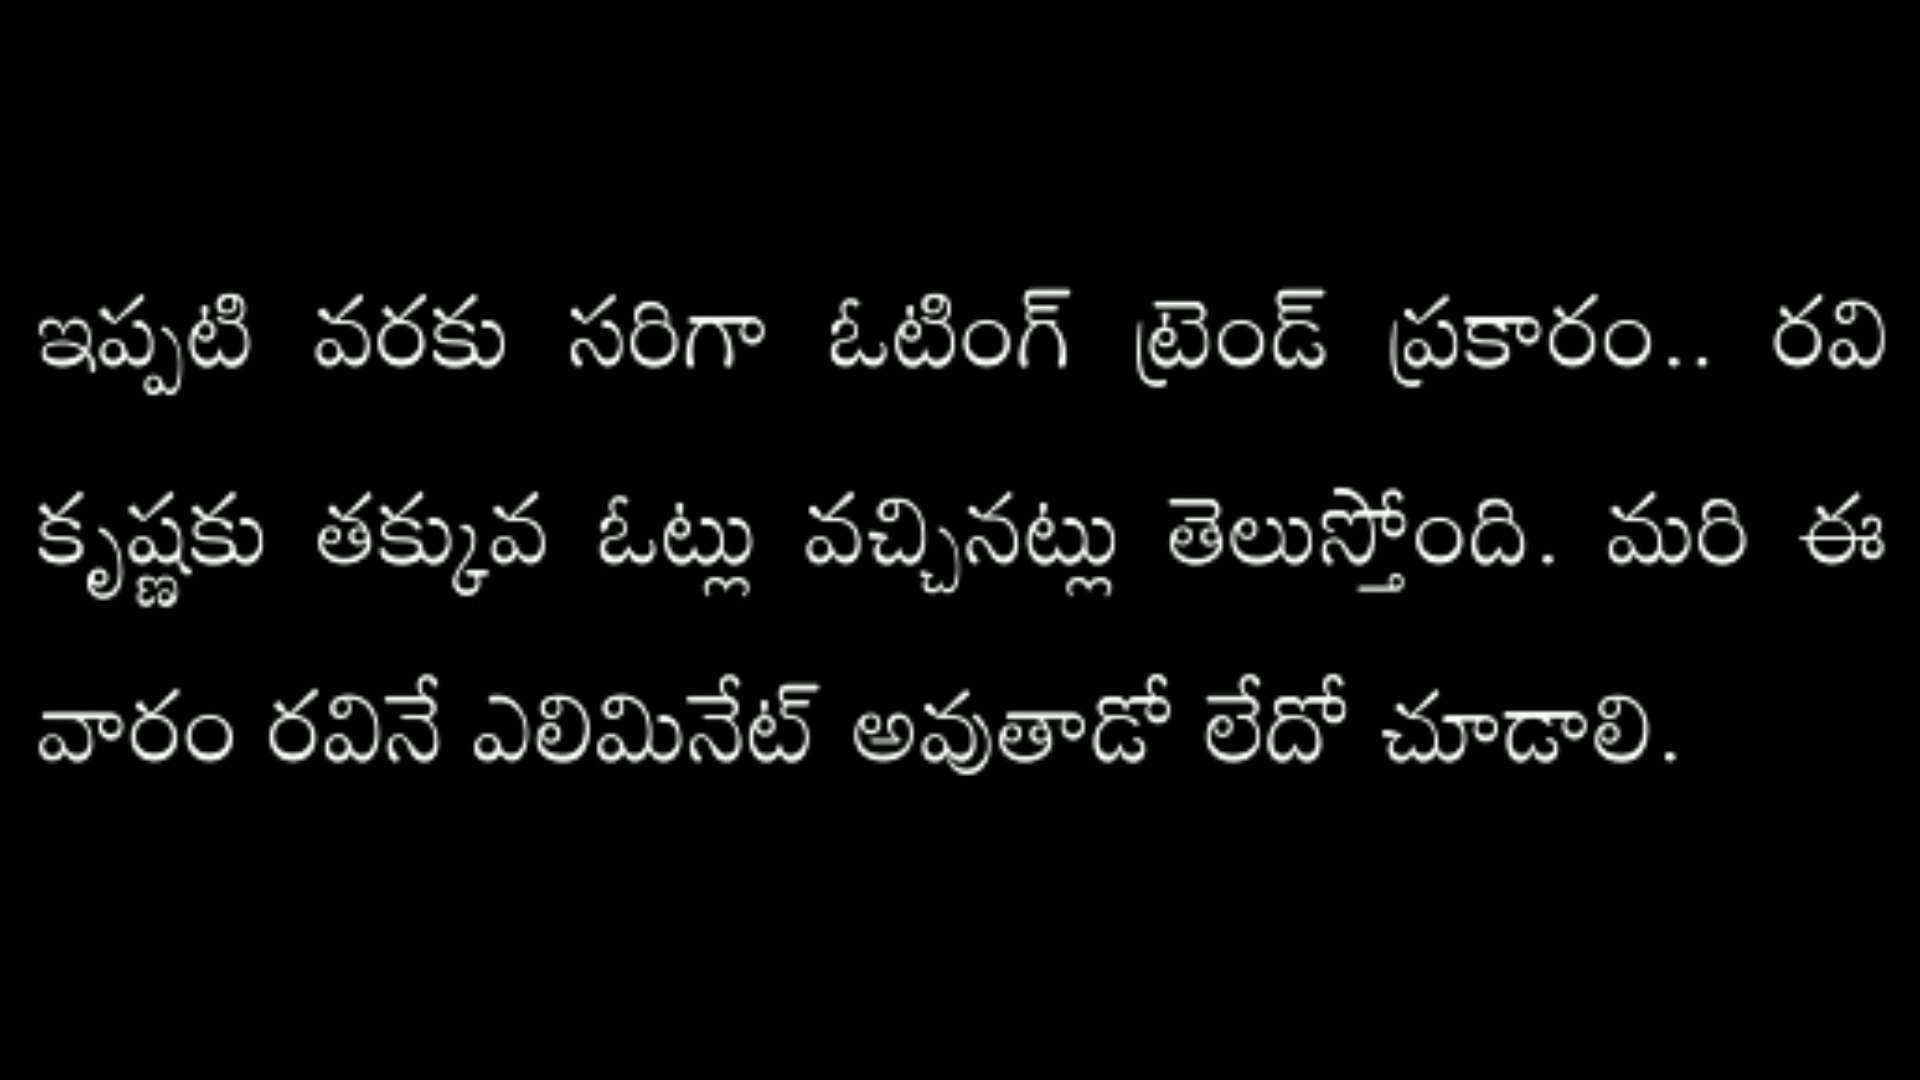 ఇప్పటి వరకు సరిగా ఓటింగ్ ట్రెండ్ ప్రకారం.. రవి
కృష్ణకు తక్కువ ఓట్లు వచ్చినట్లు తెలుస్తోంది. మరి ఈ
వారం రవినే ఎలిమినేట్ అవుతాడో లేదో చూడాలి.